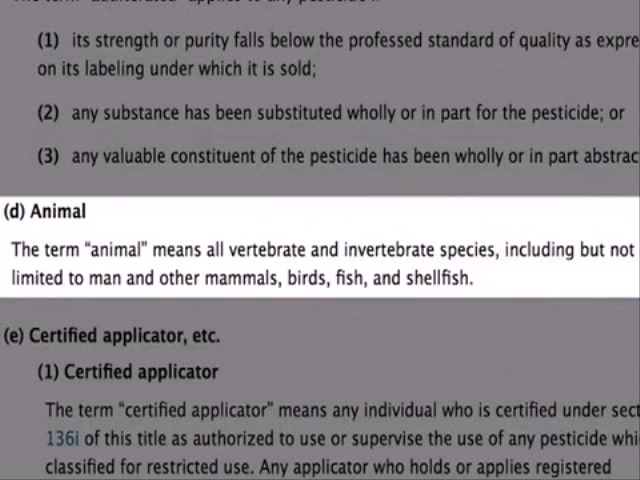 (1) its strength or purity falls below the professed standard of quality as expre
on its labeling under which it is sold;
(2) any substance has been substituted wholly or in part for the pesticide; or
(3) any valuable constituent of the pesticide has been wholly or in part abstrac
(d) Animal
The term “animal” means all vertebrate and invertebrate species, including but not
limited to man and other mammals, birds, fish, and shellfish.
(e) Certified applicator, etc.
(1) Certified applicator
The term “certified applicator” means any individual who is certified under sect
136i of this title as authorized to use or supervise the use of any pesticide whi
classified for restricted use. Any applicator who holds or applies registered